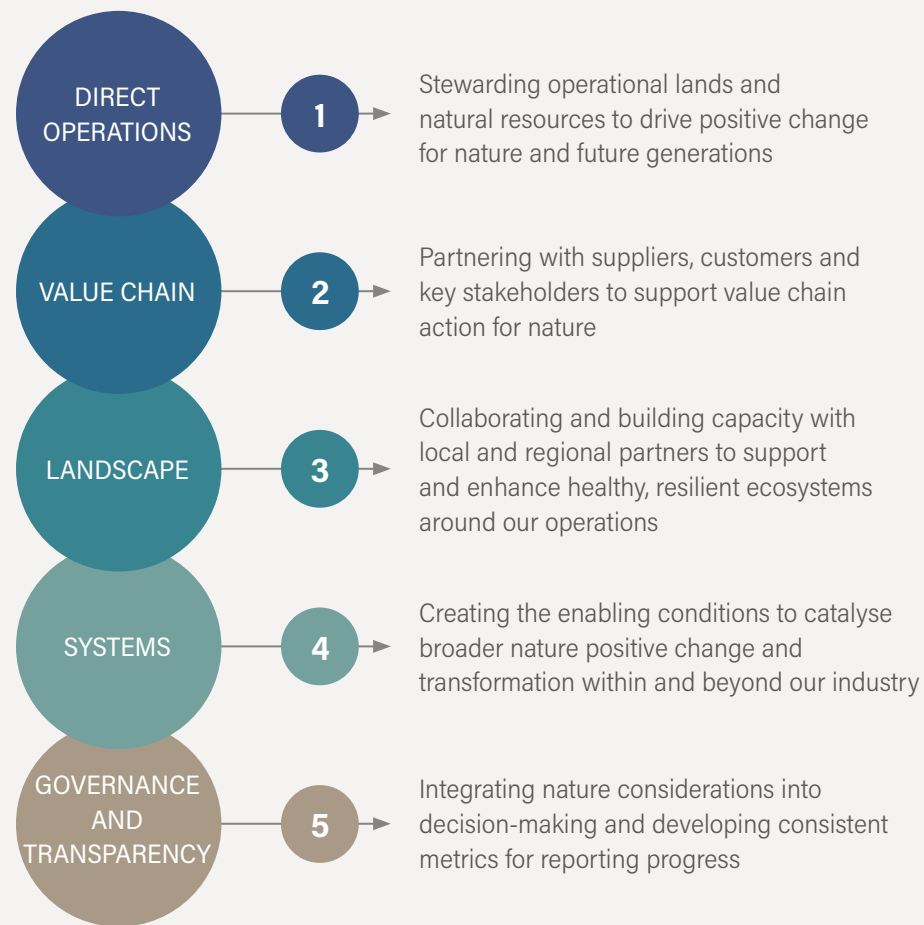 DIRECT
OPERATIONS
1
Stewarding operational lands and
natural resources to drive positive change
for nature and future generations
VALUE CHAIN
2
Partnering with suppliers, customers and
key stakeholders to support value chain
action for nature
LANDSCAPE
3
Collaborating and building capacity with
local and regional partners to support
and enhance healthy, resilient ecosystems
around our operations
SYSTEMS
4
Creating the enabling conditions to catalyse
broader nature positive change and
transformation within and beyond our industry
GOVERNANCE
AND
TRANSPARENCY
5
Integrating nature considerations into
decision-making and developing consistent
metrics for reporting progress